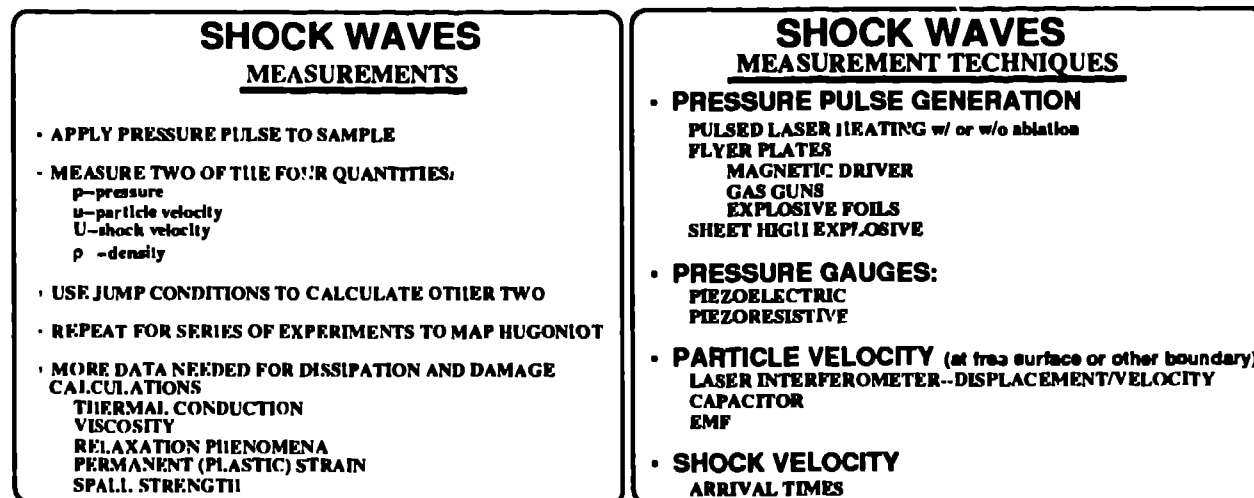 SHOCK WAVES
MEASUREMENTS
· APPLY PRESSURE PULSE TO SAMPLE
· MEASURE TWO OF THE FOUR QUANTITIES:
p–pressure
u–particle velocity
U–shock velocity
ρ –density
· USE JUMP CONDITIONS TO CALCULATE OTHER TWO
· REPEAT FOR SERIES OF EXPERIMENTS TO MAP HUGONIOT
· MORE DATA NEEDED FOR DISSIPATION AND DAMAGE
CALCULATIONS
THERMAL CONDUCTION
VISCOSITY
RELAXATION PHENOMENA
PERMANENT (PLASTIC) STRAIN
SPALL STRENGTH
SHOCK WAVES
MEASUREMENT TECHNIQUES
· PRESSURE PULSE GENERATION
PULSED LASER HEATING w/ or w/o ablation
FLYER PLATES
MAGNETIC DRIVER
GAS GUNS
EXPLOSIVE FOILS
SHEET HIGH EXPLOSIVE
· PRESSURE GAUGES:
PIEZOELECTRIC
PIEZORESISTIVE
· PARTICLE VELOCITY (at free surface or other boundary)
LASER INTERFEROMETER--DISPLACEMENT/VELOCITY
CAPACITOR
EMF
· SHOCK VELOCITY
ARRIVAL TIMES